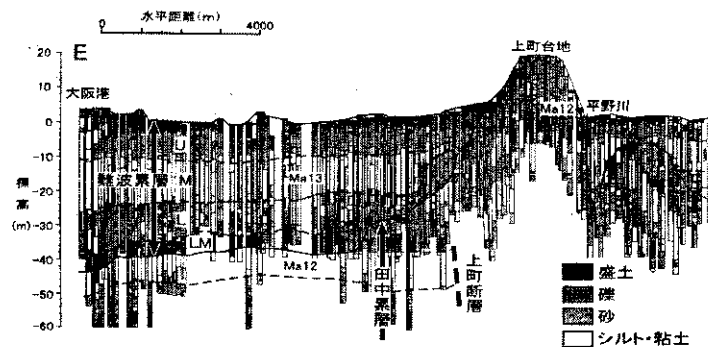 水平距離(m)
0 4000
E
20
10
0
-10
-20
-30
-40
-50
-60
標高
(m)
大阪港
上町台地
Ma12
平野川
難波累層
U
M
L
LM
Ma13
Ma12
田中累層
上町断層
盛土
礫
砂
シルト・粘土